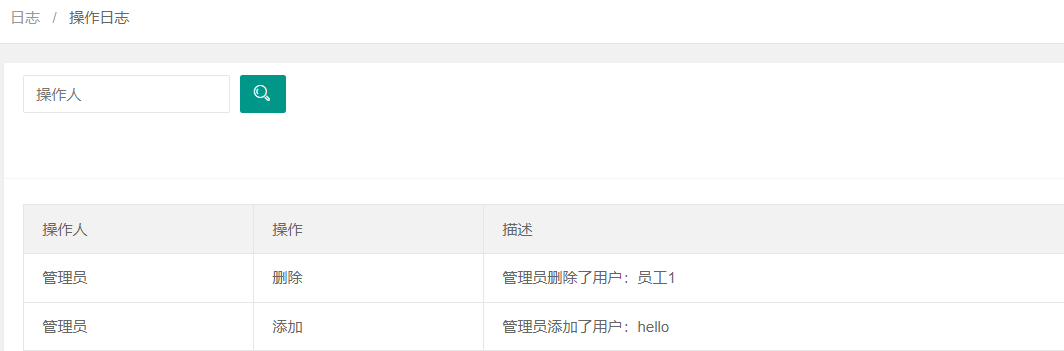 日志 / 操作日志
操作人
操作人 操作 描述
管理员 删除 管理员删除了用户：员工1
管理员 添加 管理员添加了用户：hello